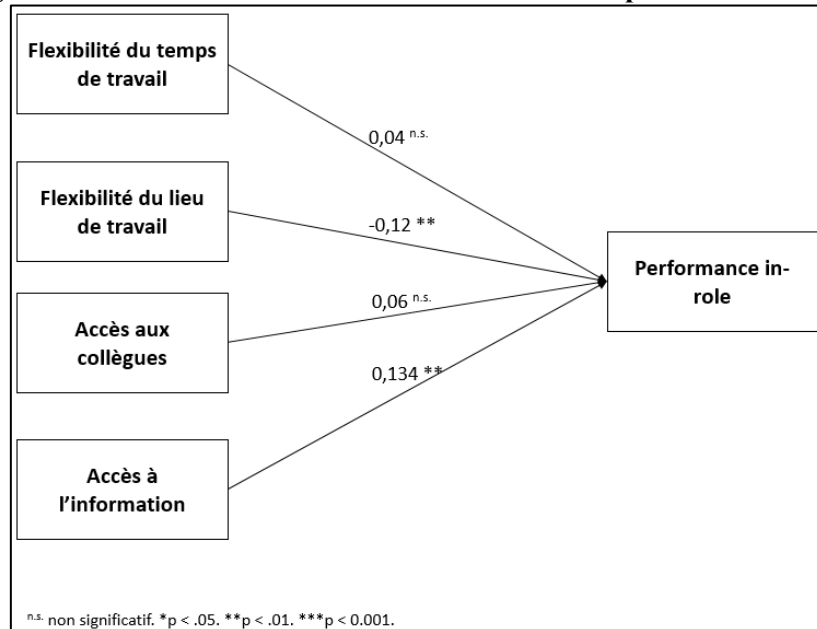 Flexibilité du temps
de travail
0,04 n.s.
Flexibilité du lieu
de travail
-0,12 **
Performance in-
role
0,06 n.s.
Accès aux
collègues
0,134 **
Accès à
l’information
n.s. non significatif. *p < .05. **p < .01. ***p < 0.001.